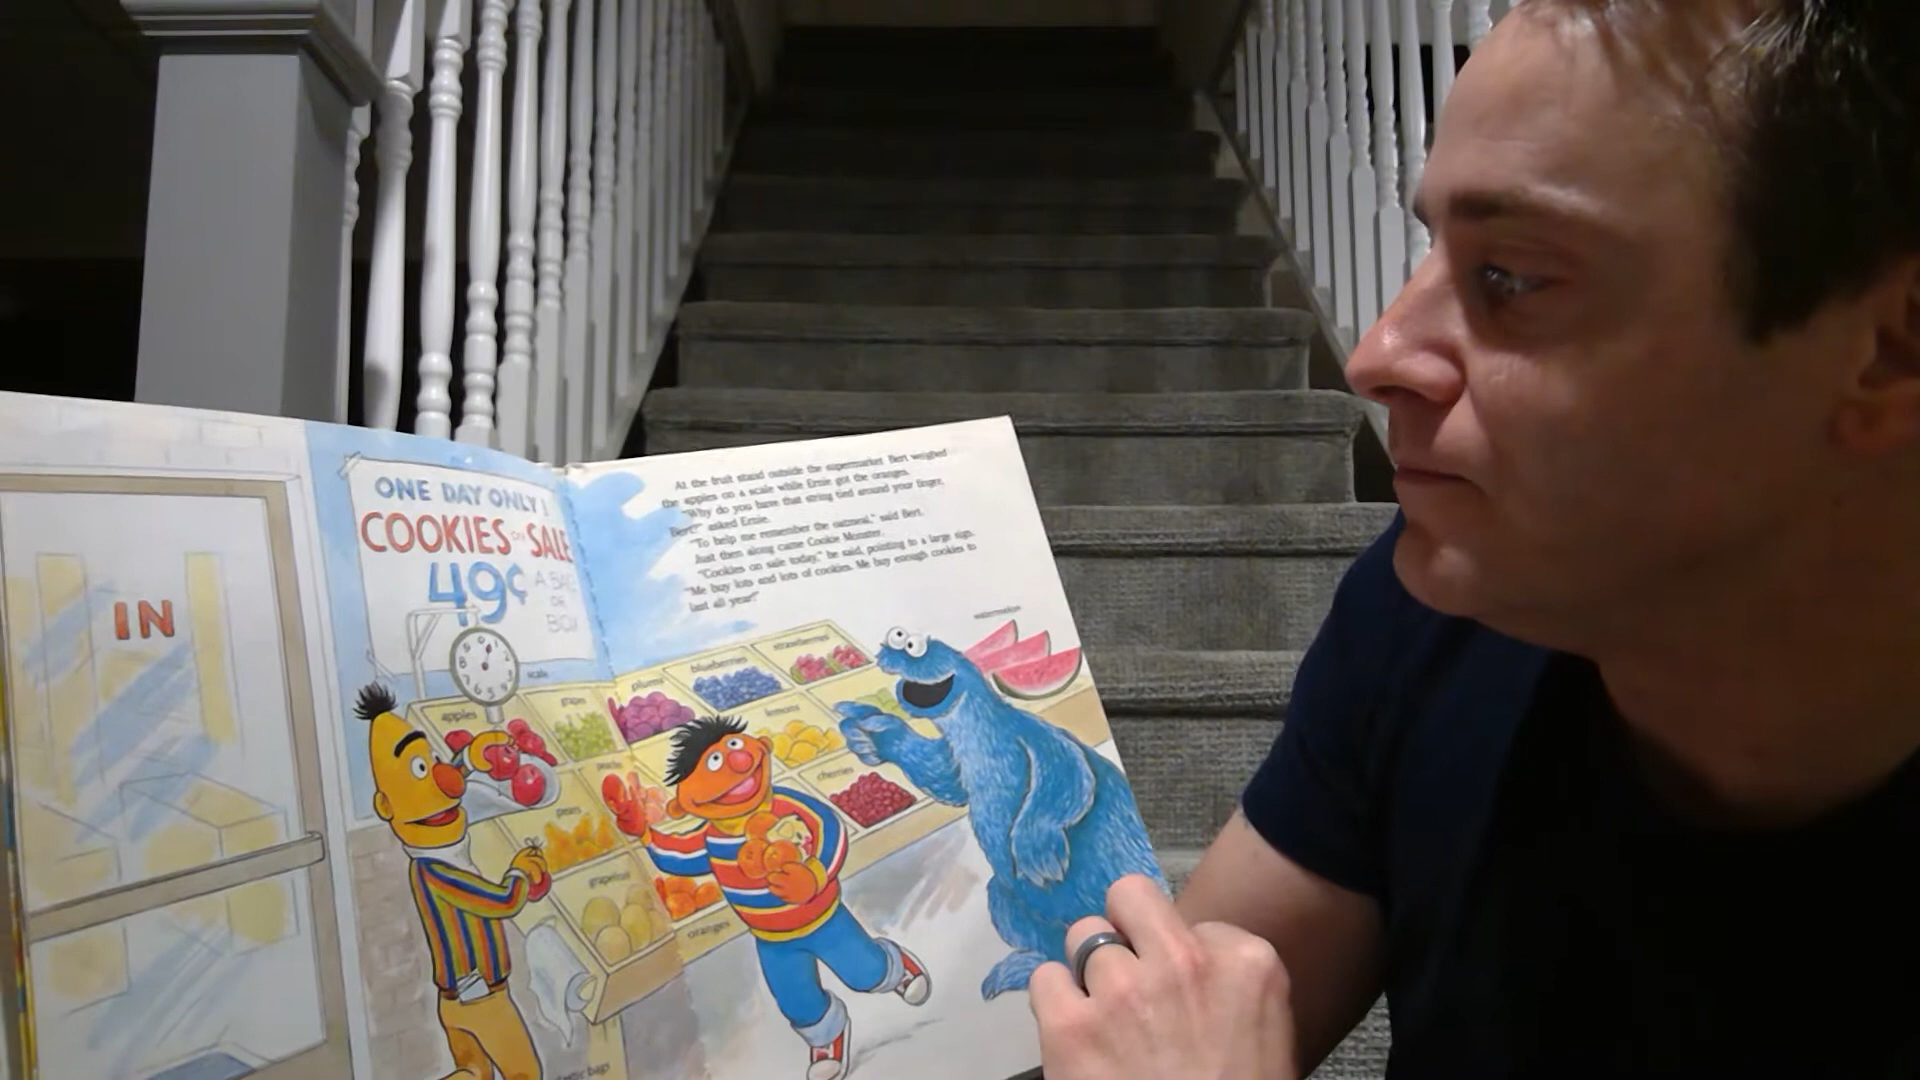 IN
ONE DAY ONLY!
COOKIES ON SALE
49¢ A BAG
OR
BOX
At the fruit stand outside the supermarket Bert weighed
the apples on a scale while Ernie got the oranges.
"Why do you have that string tied around your finger,
Bert?" asked Ernie.
"To help me remember the oatmeal," said Bert.
Just then along came Cookie Monster.
"Cookies on sale today," he said, pointing to a large sign.
"Me buy lots and lots of cookies. Me buy enough cookies to
last all year!"
watermelon
strawberries
blueberries
plums
scale
grapes
apples
lemons
peaches
cherries
pears
grapefruit
oranges
bags